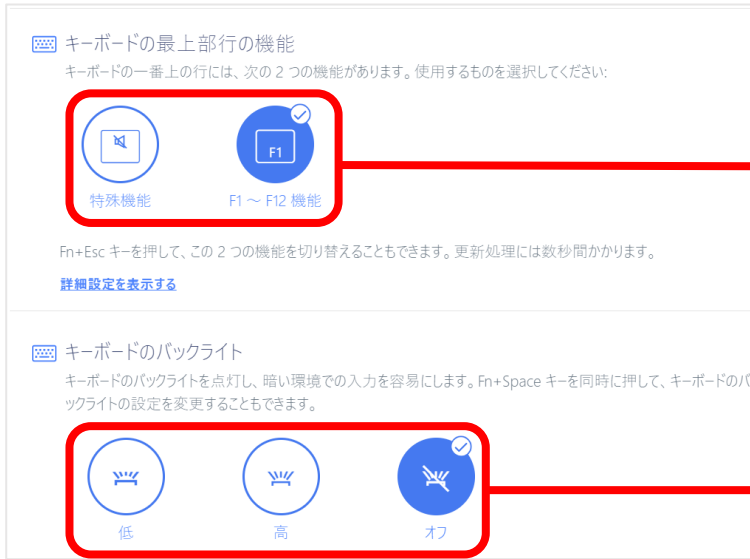 キーボードの最上部行の機能
キーボードの一番上の行には、次の 2 つの機能があります。使用するものを選択してください:
F1
特殊機能
F1 ～ F12 機能
Fn+Esc キーを押して、この 2 つの機能を切り替えることもできます。更新処理には数秒間かかります。
詳細設定を表示する
キーボードのバックライト
キーボードのバックライトを点灯し、暗い環境での入力を容易にします。Fn+Space キーを同時に押して、キーボードのバ
ックライトの設定を変更することもできます。
低
高
オフ